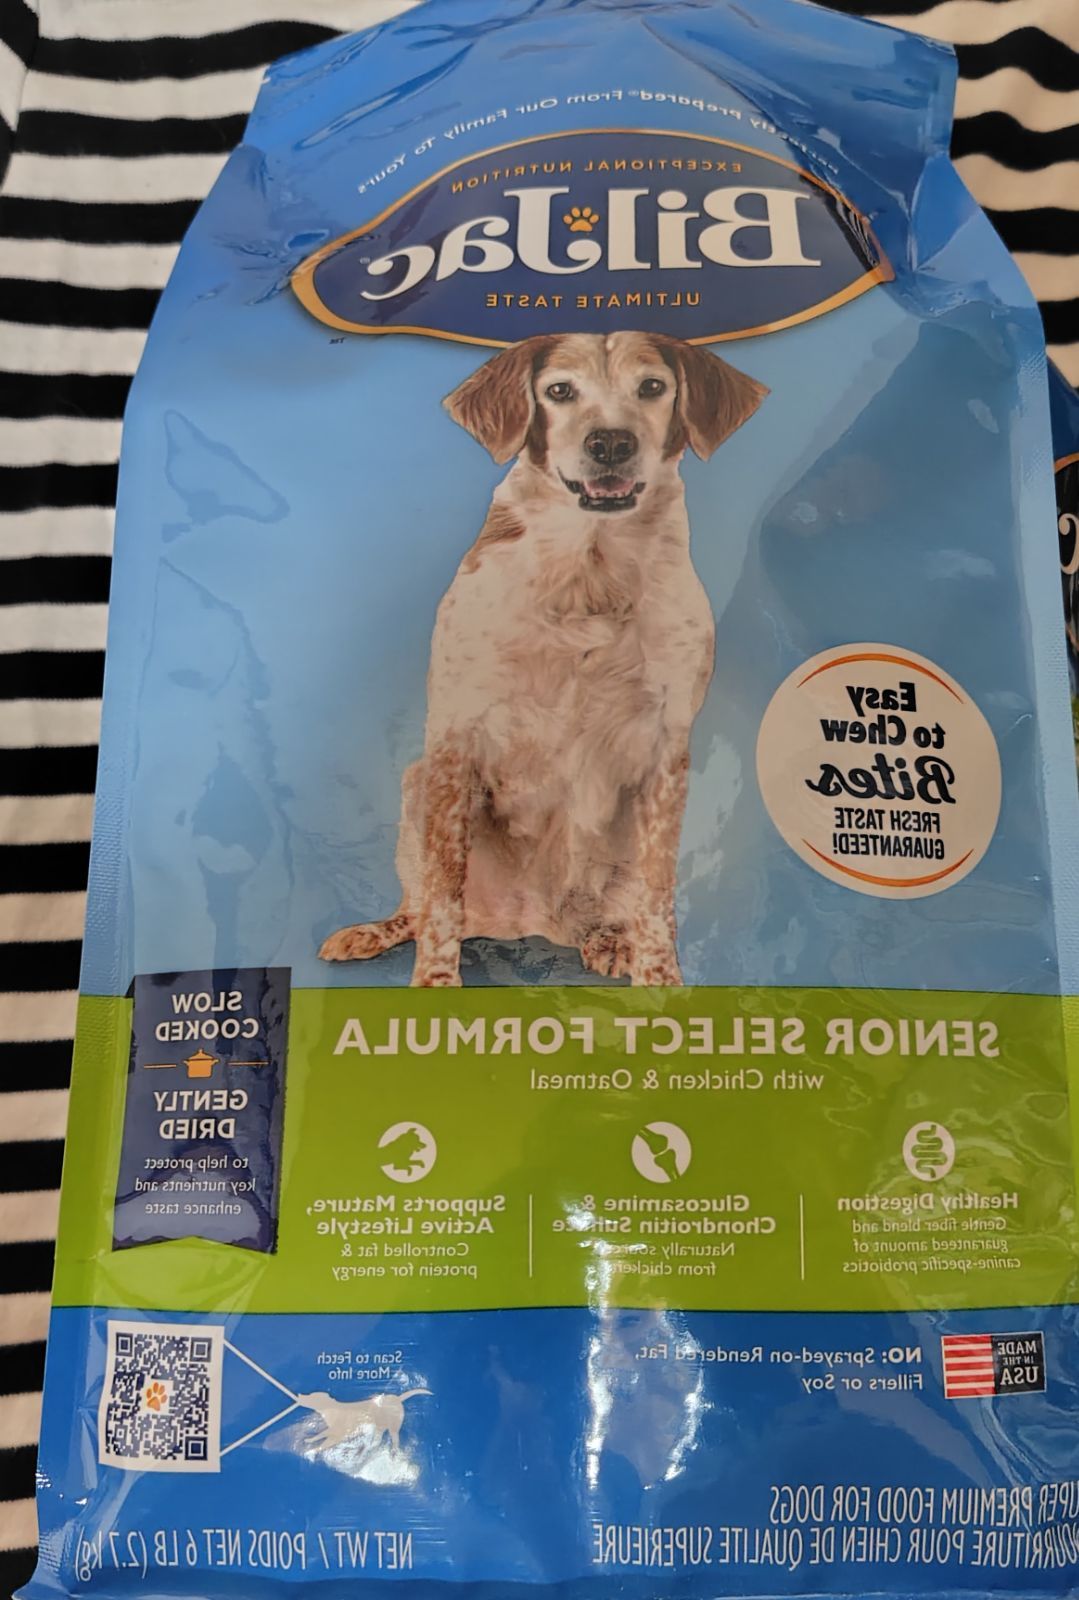 Prepared® From Our Family To Yours
EXCEPTIONAL NUTRITION
Bil-Jac®
ULTIMATE TASTE
TM
Easy
to Chew
Bites
FRESH TASTE
GUARANTEED!
SENIOR SELECT FORMULA
with Chicken & Oatmeal
Healthy Digestion
Gentle fiber blend and
guaranteed amount of
canine-specific probiotics
Glucosamine &
Chondroitin Sulfate
Naturally
from chicken
Supports Mature,
Active Lifestyle
Controlled fat &
protein for energy
SLOW
COOKED
GENTLY
DRIED
to help protect
key nutrients and
enhance taste
MADE
IN THE
USA
NO: Sprayed-on Rendered Fat,
Fillers or Soy
Scan to Fetch
More Info
PREMIUM FOOD FOR DOGS
POUR CHIEN DE QUALITE SUPERIEURE
NET WT / POIDS NET 6 LB (2.7 kg)